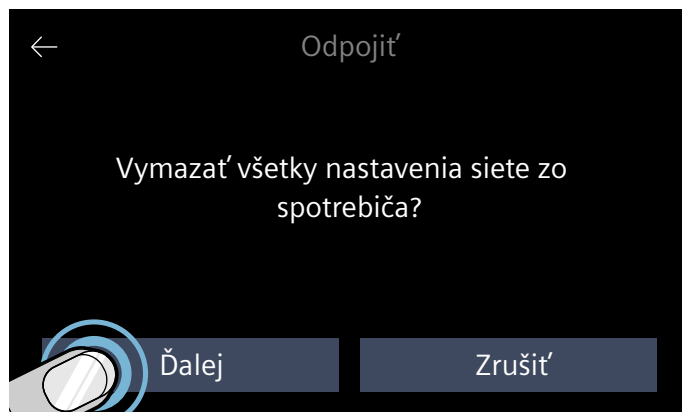 Odpojiť
Vymazať všetky nastavenia siete zo
spotrebiča?
Ďalej
Zrušiť